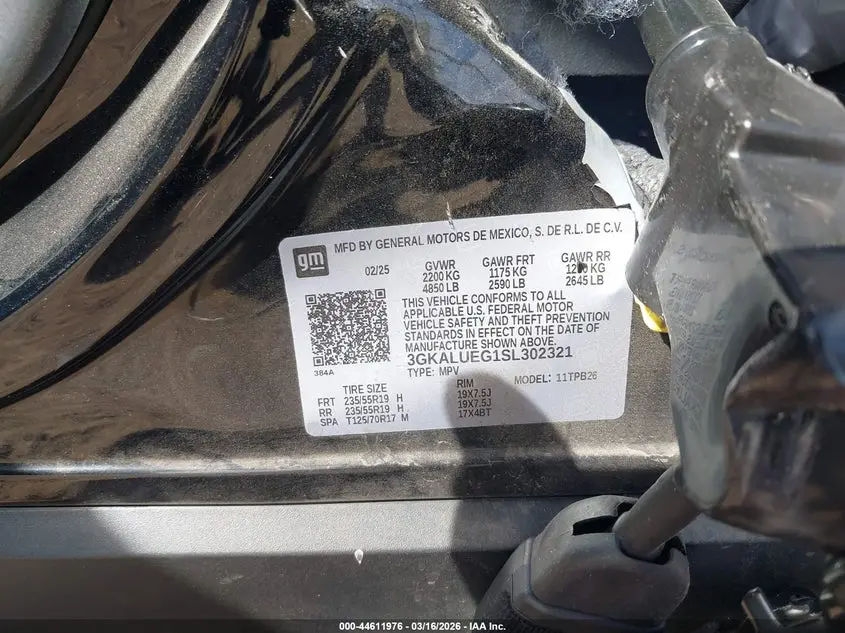 gm
MFD BY GENERAL MOTORS DE MEXICO, S. DE R.L. DE C.V.
02/25 GVWR GAWR FRT GAWR RR
2200 KG 1175 KG KG
4850 LB 2590 LB 2645 LB
THIS VEHICLE CONFORMS TO ALL
APPLICABLE U.S. FEDERAL MOTOR
VEHICLE SAFETY AND THEFT PREVENTION
STANDARDS IN EFFECT ON THE DATE OF
MANUFACTURE SHOWN ABOVE.
3GKALUEG1SL302321
384A
TYPE: MPV MODEL: 11TPB26
TIRE SIZE RIM
FRT 235/55R19 H 19X7.5J
RR 235/55R19 H 19X7.5J
SPA T125/70R17 M 17X4BT
000-44611976 - 03/16/2026 - IAA Inc.